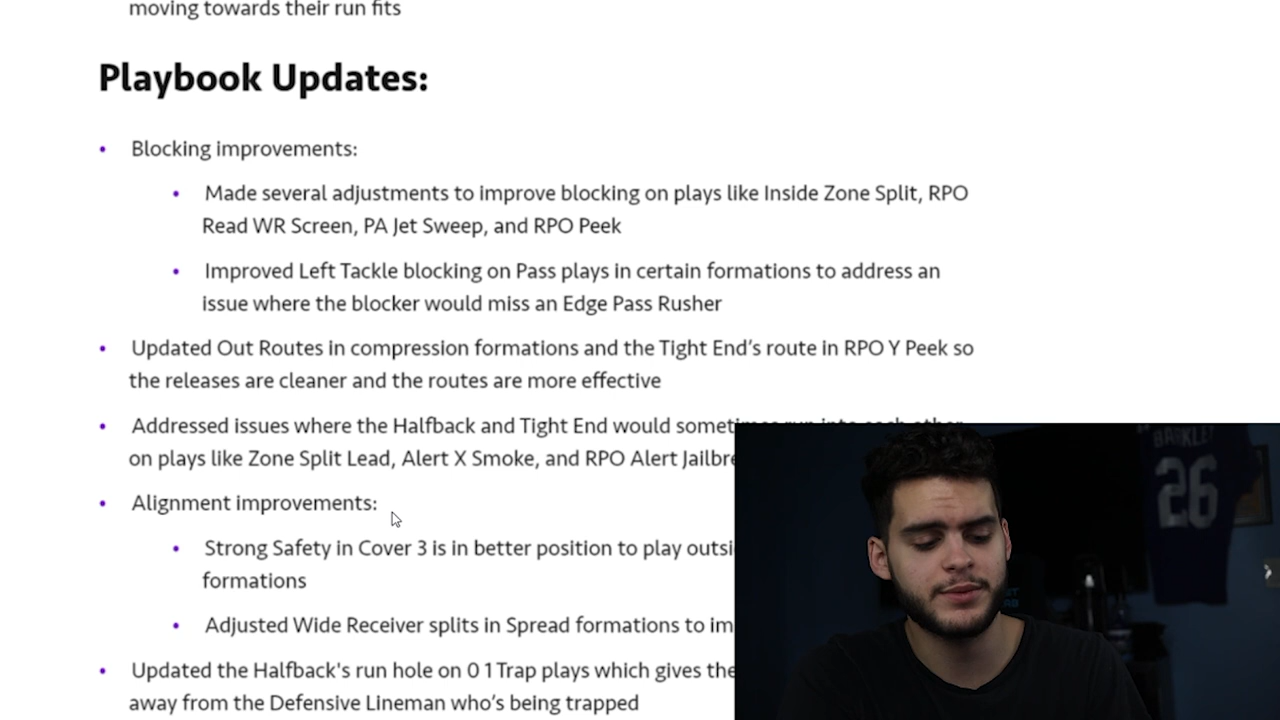 moving towards their run fits
Playbook Updates:
• Blocking improvements:
• Made several adjustments to improve blocking on plays like Inside Zone Split, RPO
Read WR Screen, PA Jet Sweep, and RPO Peek
• Improved Left Tackle blocking on Pass plays in certain formations to address an
issue where the blocker would miss an Edge Pass Rusher
• Updated Out Routes in compression formations and the Tight End’s route in RPO Y Peek so
the releases are cleaner and the routes are more effective
• Addressed issues where the Halfback and Tight End would sometimes run into each other
on plays like Zone Split Lead, Alert X Smoke, and RPO Alert Jailbre
• Alignment improvements:
• Strong Safety in Cover 3 is in better position to play outsi
formations
• Adjusted Wide Receiver splits in Spread formations to im
• Updated the Halfback's run hole on 0 1 Trap plays which gives the
away from the Defensive Lineman who’s being trapped
BARKLEY
26